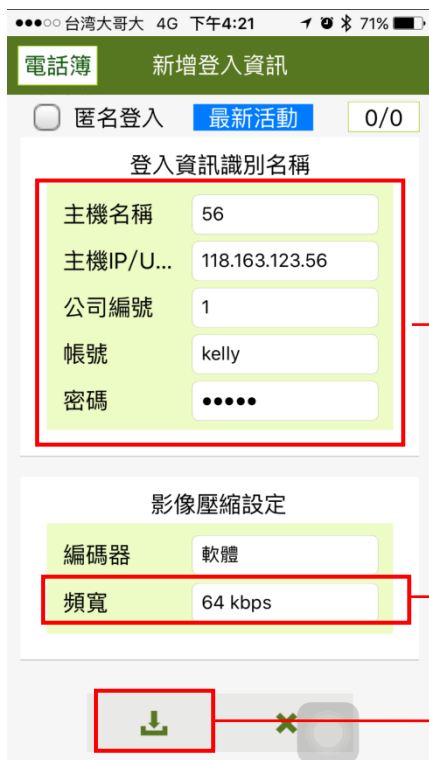 ●●●○○ 台湾大哥大 4G 下午4:21 71%
電話簿 新增登入資訊
匿名登入 最新活動 0/0
登入資訊識別名稱
主機名稱 56
主機IP/U... 118.163.123.56
公司編號 1
帳號 kelly
密碼 ●●●●●
影像壓縮設定
編碼器 軟體
頻寬 64 kbps